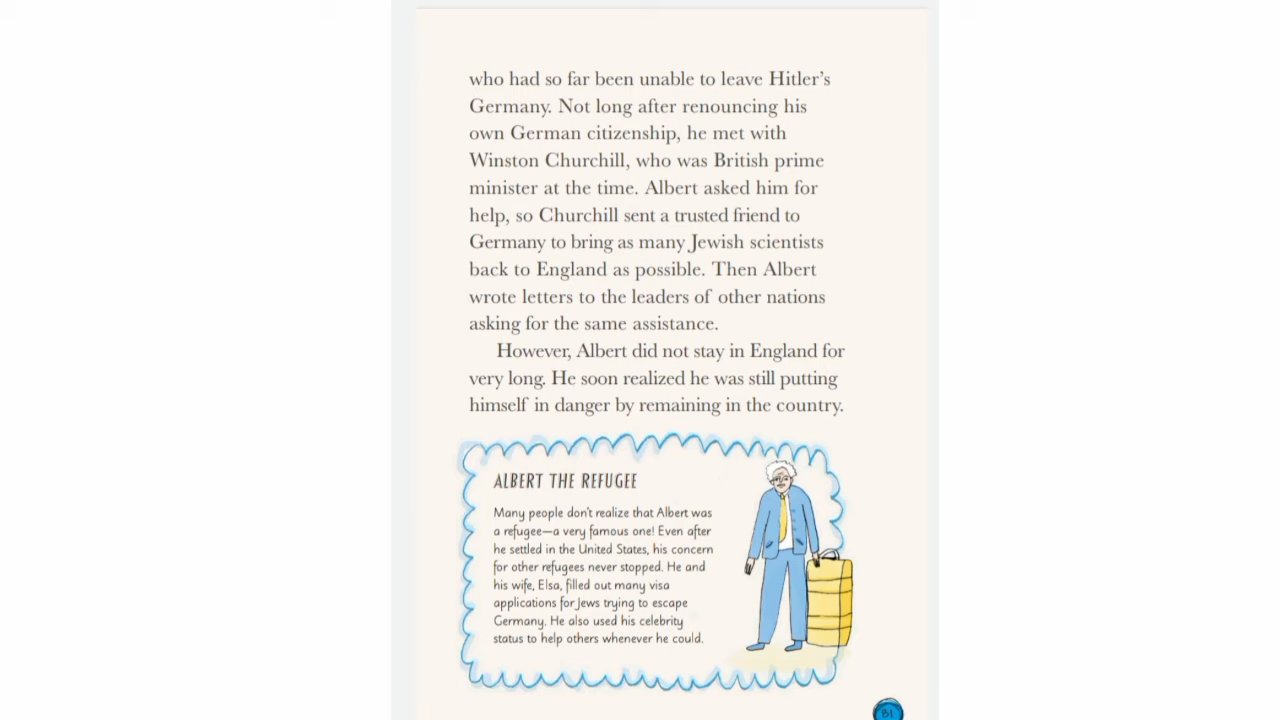 who had so far been unable to leave Hitler’s
Germany. Not long after renouncing his
own German citizenship, he met with
Winston Churchill, who was British prime
minister at the time. Albert asked him for
help, so Churchill sent a trusted friend to
Germany to bring as many Jewish scientists
back to England as possible. Then Albert
wrote letters to the leaders of other nations
asking for the same assistance.
However, Albert did not stay in England for
very long. He soon realized he was still putting
himself in danger by remaining in the country.
ALBERT THE REFUGEE
Many people don't realize that Albert was
a refugee—a very famous one! Even after
he settled in the United States, his concern
for other refugees never stopped. He and
his wife, Elsa, filled out many visa
applications for Jews trying to escape
Germany. He also used his celebrity
status to help others whenever he could.
81